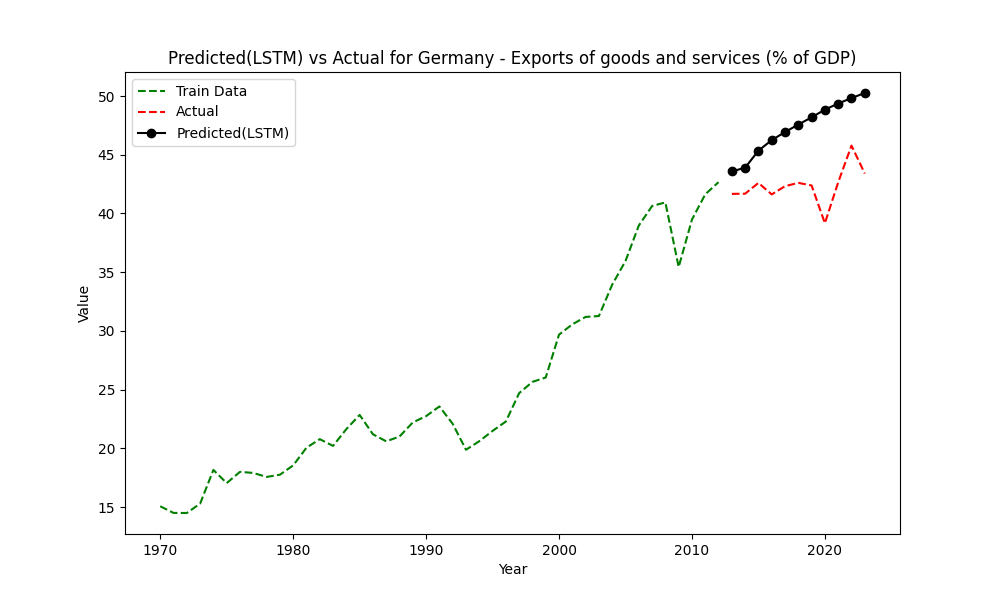 Predicted(LSTM) vs Actual for Germany - Exports of goods and services (% of GDP)
Train Data
Actual
Predicted(LSTM)
50
45
40
35
30
25
20
15
Value
1970 1980 1990 2000 2010 2020
Year